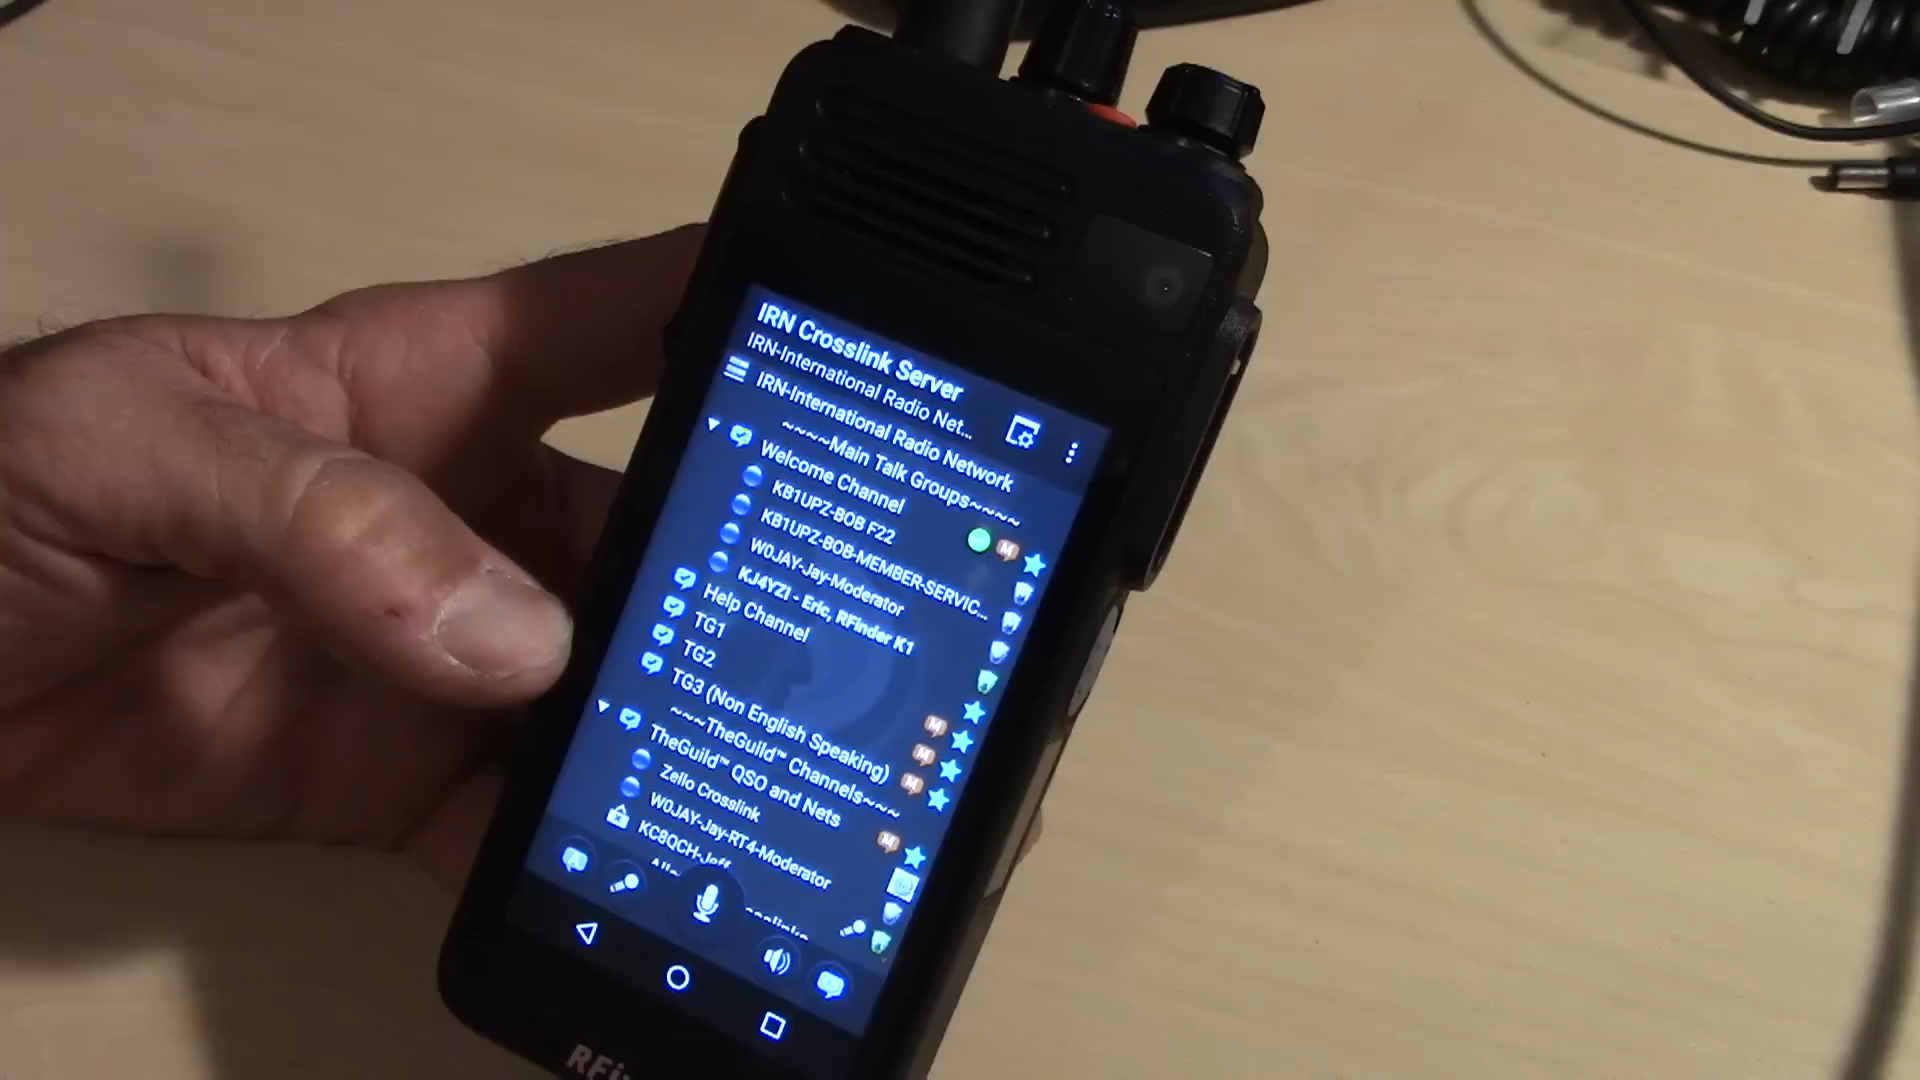 IRN Crosslink Server
IRN-International Radio Net...
IRN-International Radio Network
~~~~Main Talk Groups~~~~
Welcome Channel
KB1UPZ-BOB F22
KB1UPZ-BOB-MEMBER-SERVIC...
W0JAY-Jay-Moderator
KJ4YZI - Eric, RFinder K1
Help Channel
TG1
TG2
TG3 (Non English Speaking)
~~~TheGuild™ Channels~~~
TheGuild™ QSO and Nets
Zello Crosslink
W0JAY-Jay-RT4-Moderator
KC8QCH-Jeff